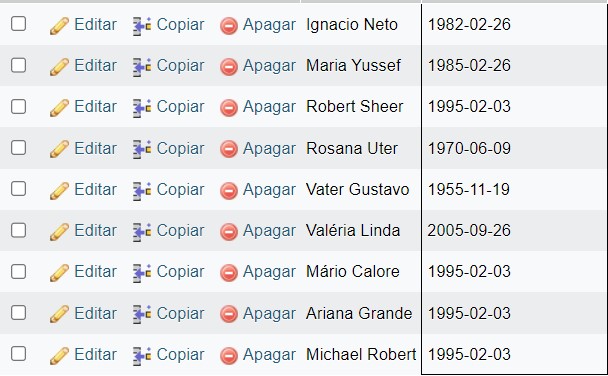 Editar Copiar Apagar Ignacio Neto 1982-02-26
Editar Copiar Apagar Maria Yussef 1985-02-26
Editar Copiar Apagar Robert Sheer 1995-02-03
Editar Copiar Apagar Rosana Uter 1970-06-09
Editar Copiar Apagar Vater Gustavo 1955-11-19
Editar Copiar Apagar Valéria Linda 2005-09-26
Editar Copiar Apagar Mário Calore 1995-02-03
Editar Copiar Apagar Ariana Grande 1995-02-03
Editar Copiar Apagar Michael Robert 1995-02-03